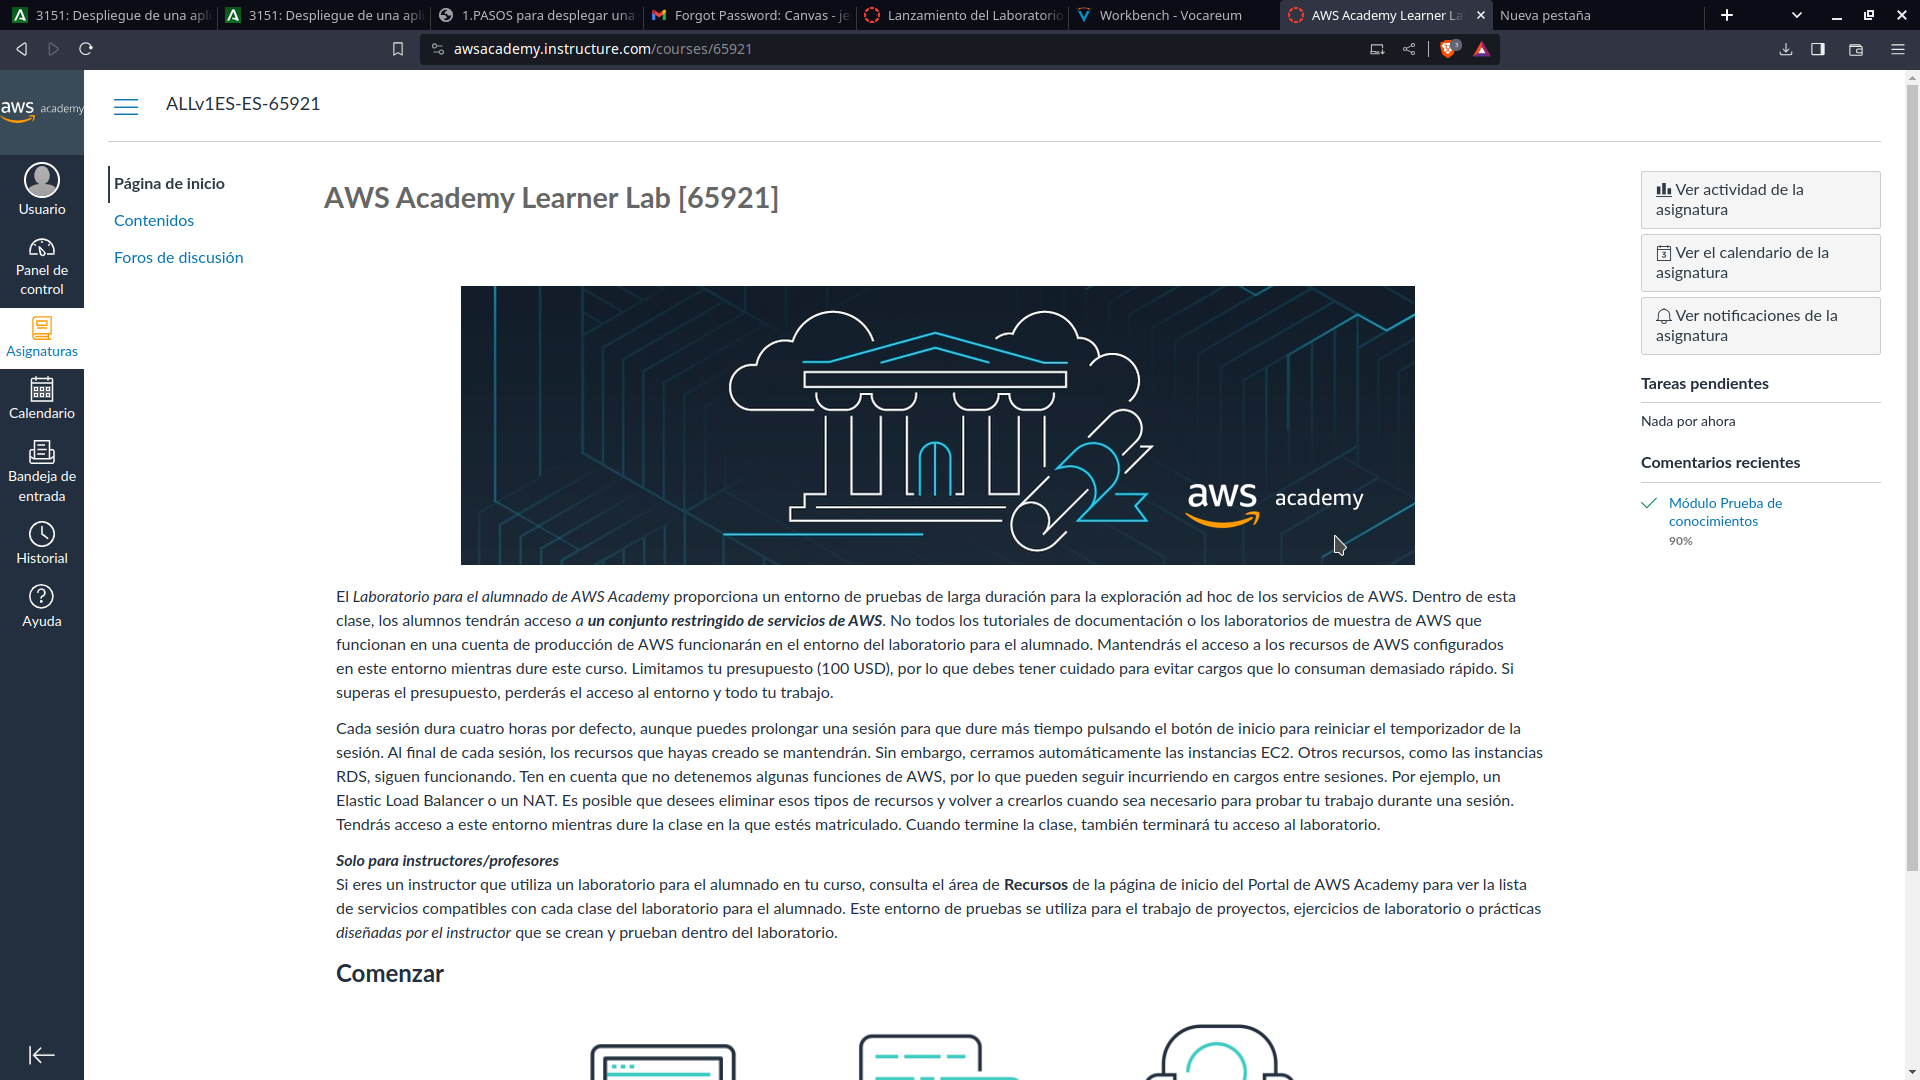 3151: Despliegue de una apli
3151: Despliegue de una apli
1.PASOS para desplegar una
Forgot Password: Canvas - je
Lanzamiento del Laboratorio
Workbench - Vocareum
AWS Academy Learner La
Nueva pestaña
awsacademy.instructure.com/courses/65921
aws academy
ALLv1ES-ES-65921
Usuario
Panel de
control
Asignaturas
Calendario
Bandeja de
entrada
Historial
Ayuda
Página de inicio
Contenidos
Foros de discusión
AWS Academy Learner Lab [65921]
aws academy
El Laboratorio para el alumnado de AWS Academy proporciona un entorno de pruebas de larga duración para la exploración ad hoc de los servicios de AWS. Dentro de esta
clase, los alumnos tendrán acceso a un conjunto restringido de servicios de AWS. No todos los tutoriales de documentación o los laboratorios de muestra de AWS que
funcionan en una cuenta de producción de AWS funcionarán en el entorno del laboratorio para el alumnado. Mantendrás el acceso a los recursos de AWS configurados
en este entorno mientras dure este curso. Limitamos tu presupuesto (100 USD), por lo que debes tener cuidado para evitar cargos que lo consuman demasiado rápido. Si
superas el presupuesto, perderás el acceso al entorno y todo tu trabajo.
Cada sesión dura cuatro horas por defecto, aunque puedes prolongar una sesión para que dure más tiempo pulsando el botón de inicio para reiniciar el temporizador de la
sesión. Al final de cada sesión, los recursos que hayas creado se mantendrán. Sin embargo, cerramos automáticamente las instancias EC2. Otros recursos, como las instancias
RDS, siguen funcionando. Ten en cuenta que no detenemos algunas funciones de AWS, por lo que pueden seguir incurriendo en cargos entre sesiones. Por ejemplo, un
Elastic Load Balancer o un NAT. Es posible que desees eliminar esos tipos de recursos y volver a crearlos cuando sea necesario para probar tu trabajo durante una sesión.
Tendrás acceso a este entorno mientras dure la clase en la que estés matriculado. Cuando termine la clase, también terminará tu acceso al laboratorio.
Solo para instructores/profesores
Si eres un instructor que utiliza un laboratorio para el alumnado en tu curso, consulta el área de Recursos de la página de inicio del Portal de AWS Academy para ver la lista
de servicios compatibles con cada clase del laboratorio para el alumnado. Este entorno de pruebas se utiliza para el trabajo de proyectos, ejercicios de laboratorio o prácticas
diseñadas por el instructor que se crean y prueban dentro del laboratorio.
Comenzar
Ver actividad de la
asignatura
3
Ver el calendario de la
asignatura
Ver notificaciones de la
asignatura
Tareas pendientes
Nada por ahora
Comentarios recientes
Módulo Prueba de
conocimientos
90%